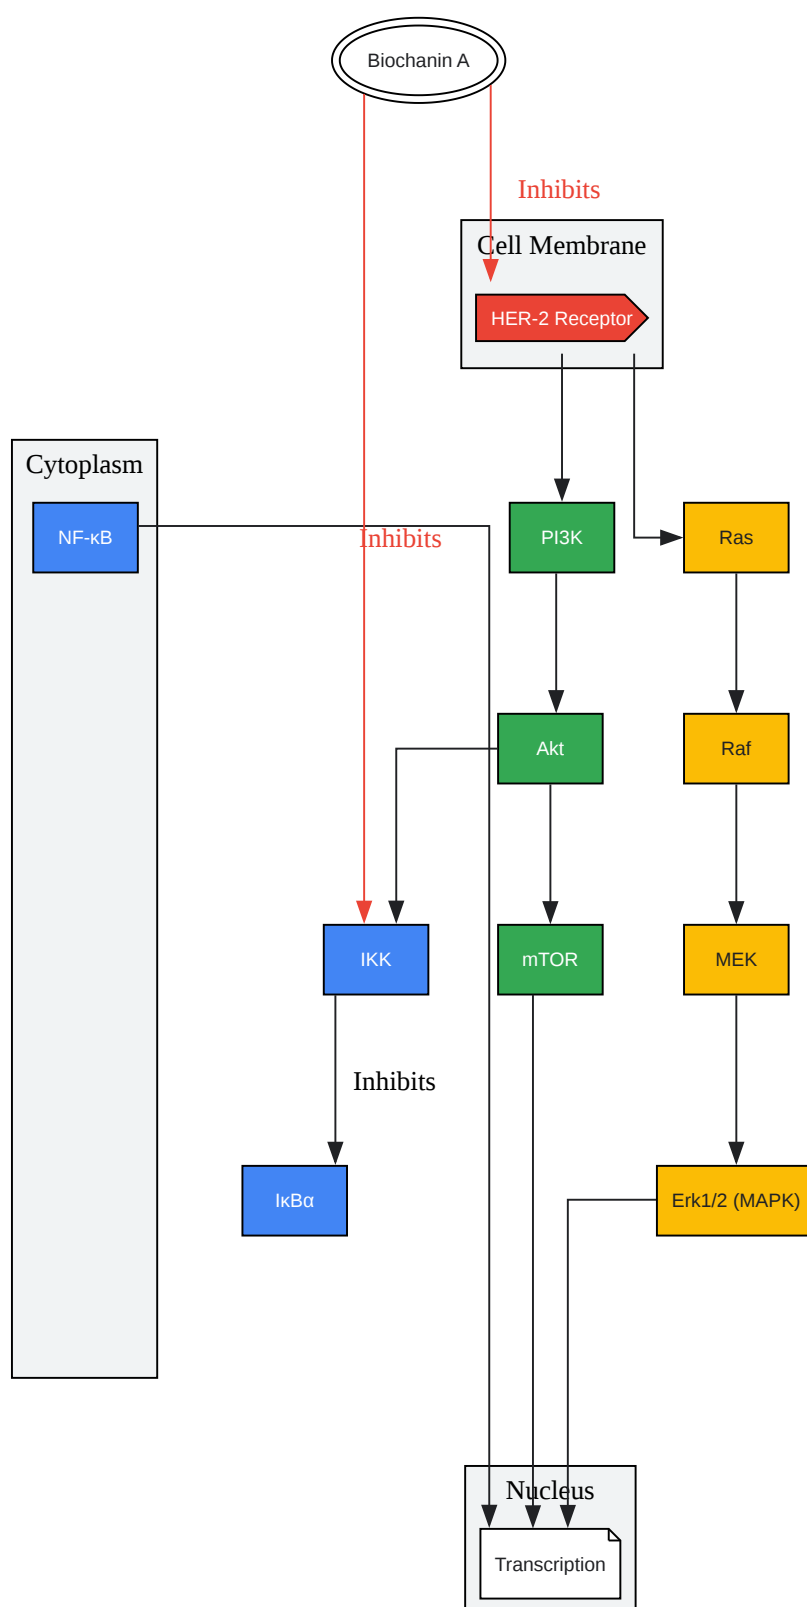 Biochanin A
Inhibits
Cell Membrane
HER-2 Receptor
Cytoplasm
NF-κB
Inhibits
PI3K
Ras
Akt
Raf
IKK
mTOR
MEK
Inhibits
IκBα
Erk1/2 (MAPK)
Nucleus
Transcription